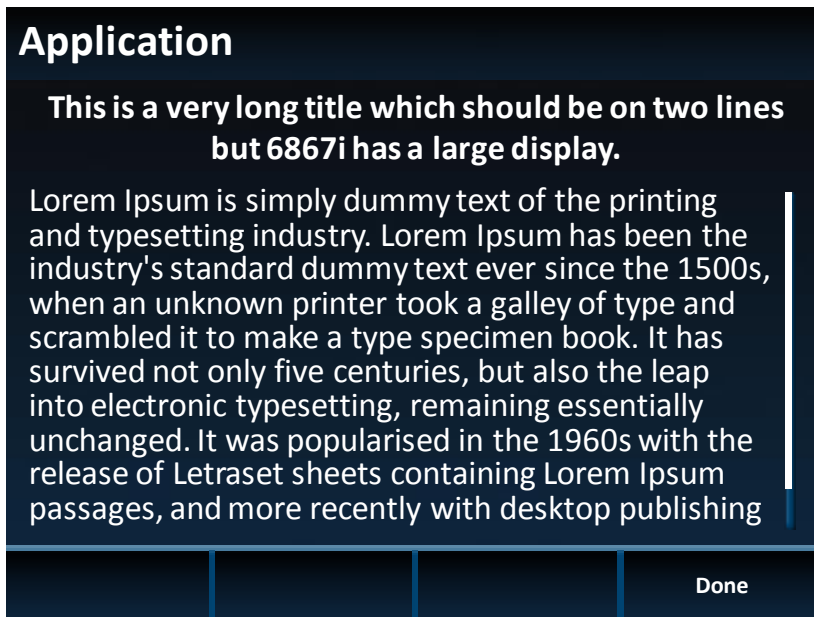 Application
This is a very long title which should be on two lines
but 6867i has a large display.
Lorem Ipsum is simply dummy text of the printing
and typesetting industry. Lorem Ipsum has been the
industry's standard dummy text ever since the 1500s,
when an unknown printer took a galley of type and
scrambled it to make a type specimen book. It has
survived not only five centuries, but also the leap
into electronic typesetting, remaining essentially
unchanged. It was popularised in the 1960s with the
release of Letraset sheets containing Lorem Ipsum
passages, and more recently with desktop publishing
Done